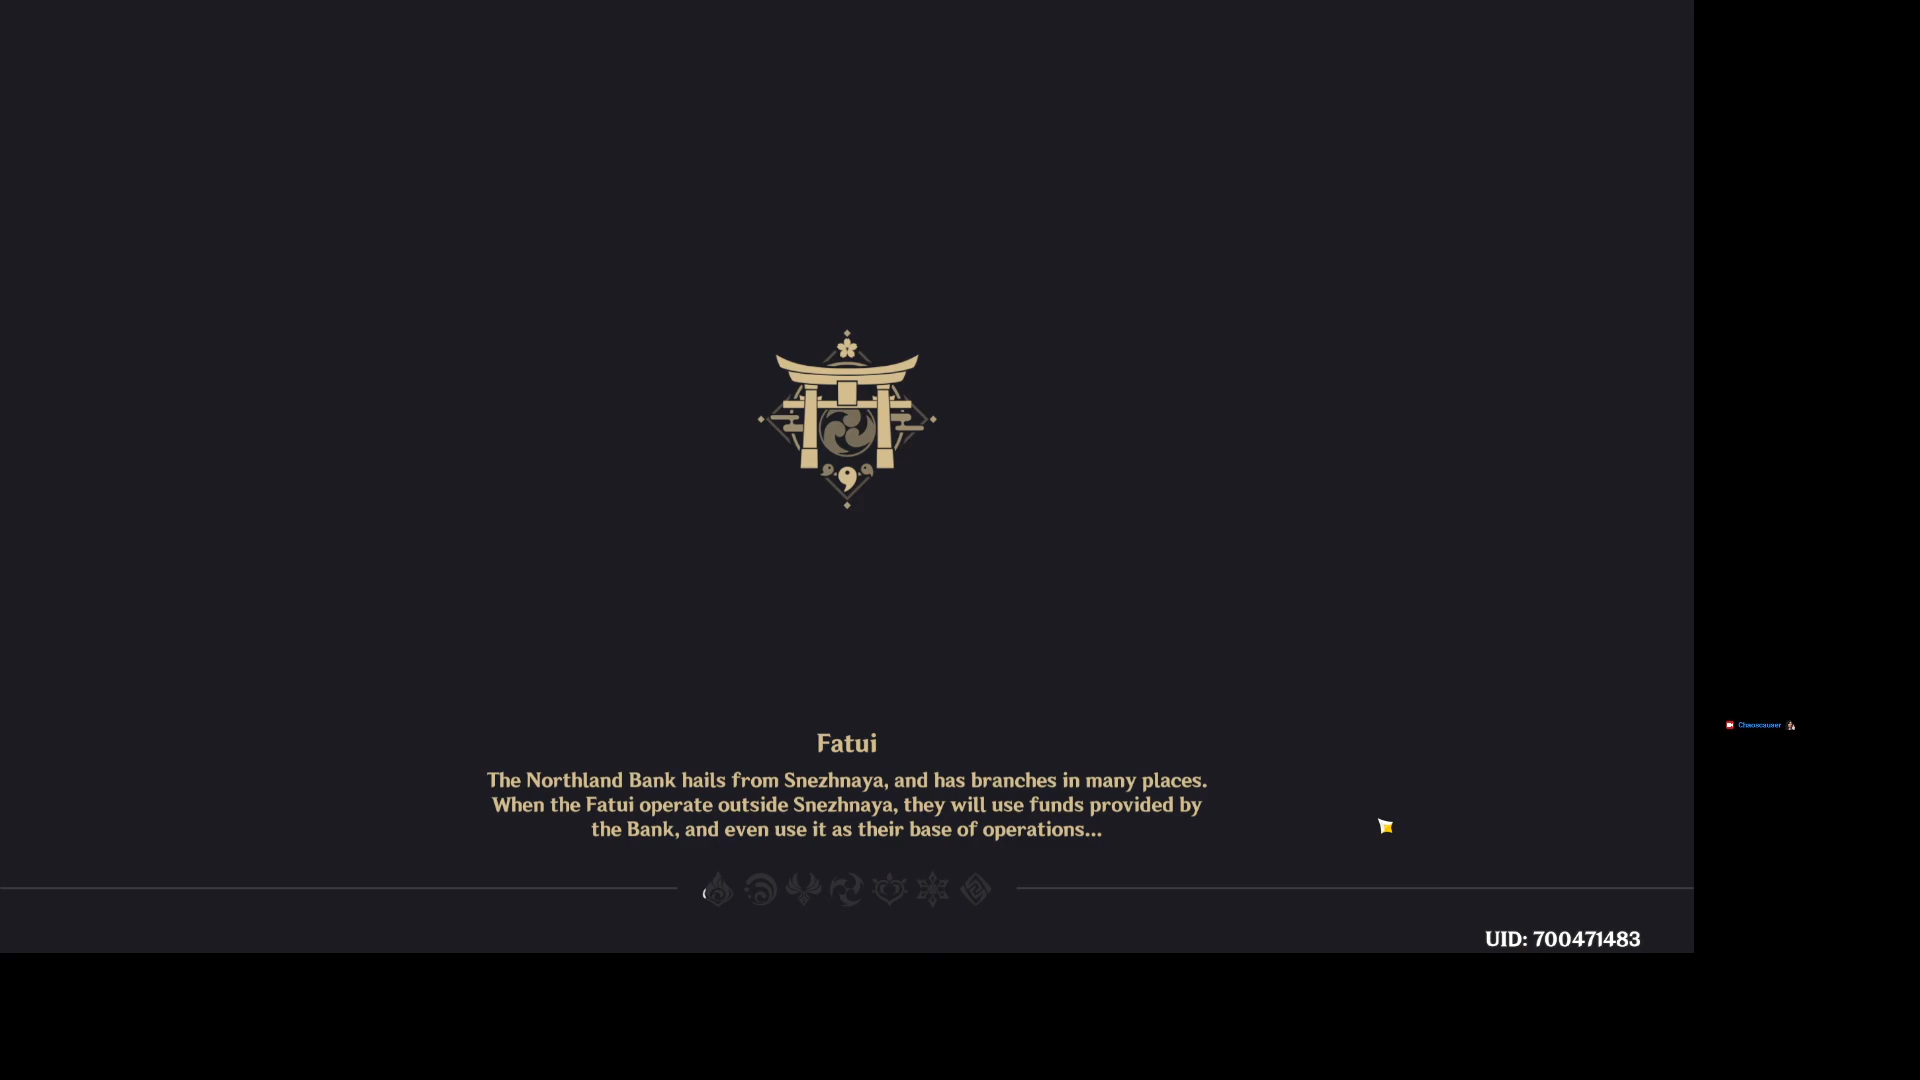 Fatui
The Northland Bank hails from Snezhnaya, and has branches in many places.
When the Fatui operate outside Snezhnaya, they will use funds provided by
the Bank, and even use it as their base of operations...
Chaoscauser
UID: 700471483